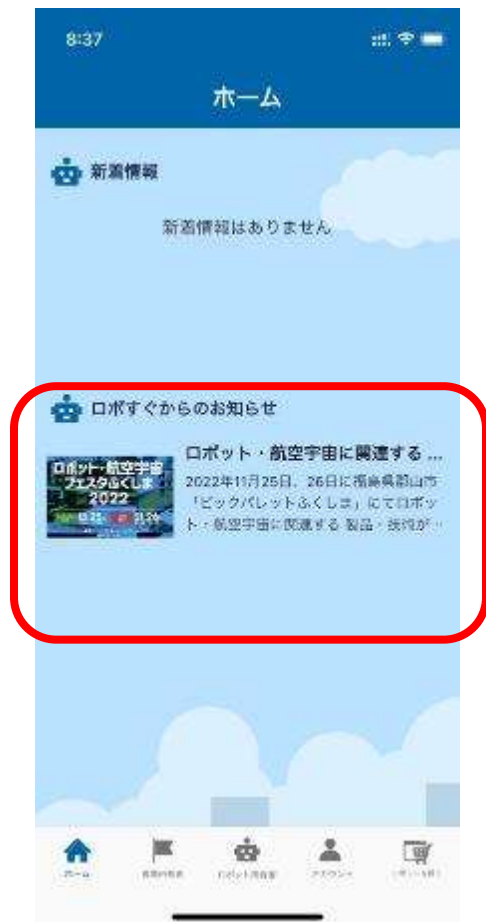 8:37
ホーム
新着情報
新着情報はありません
ロボすぐからのお知らせ
ロボット・航空宇宙
フェスタふくしま
2022
ロボット・航空宇宙に関連する ...
2022年11月25日、26日に福島県郡山市
「ビックパレットふくしま」にてロボッ
ト・航空宇宙に関連する 製品・技術が…
ホーム
アカウント